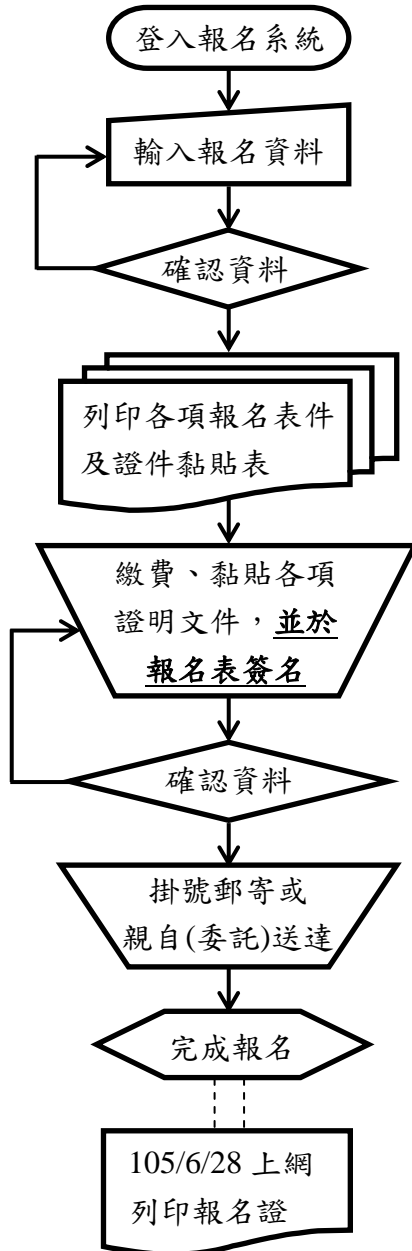 登入報名系統
輸入報名資料
確認資料
列印各項報名表件
及證件黏貼表
繳費、黏貼各項
證明文件，並於
報名表簽名
確認資料
掛號郵寄或
親自(委託)送達
完成報名
105/6/28 上網
列印報名證